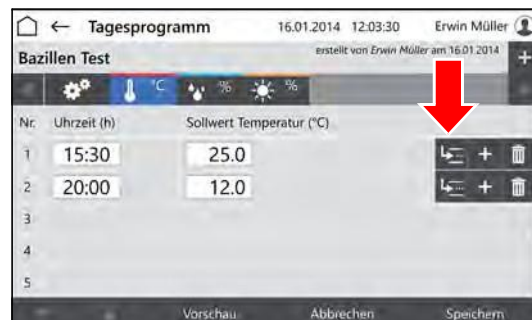 Tagesprogramm 16.01.2014 12:03:30 Erwin Müller
Bazillen Test erstellt von Erwin Müller am 16.01.2014
°C % %
Nr. Uhrzeit (h) Sollwert Temperatur (°C)
1 15:30 25.0
2 20:00 12.0
3
4
5
Vorschau Abbrechen Speichern